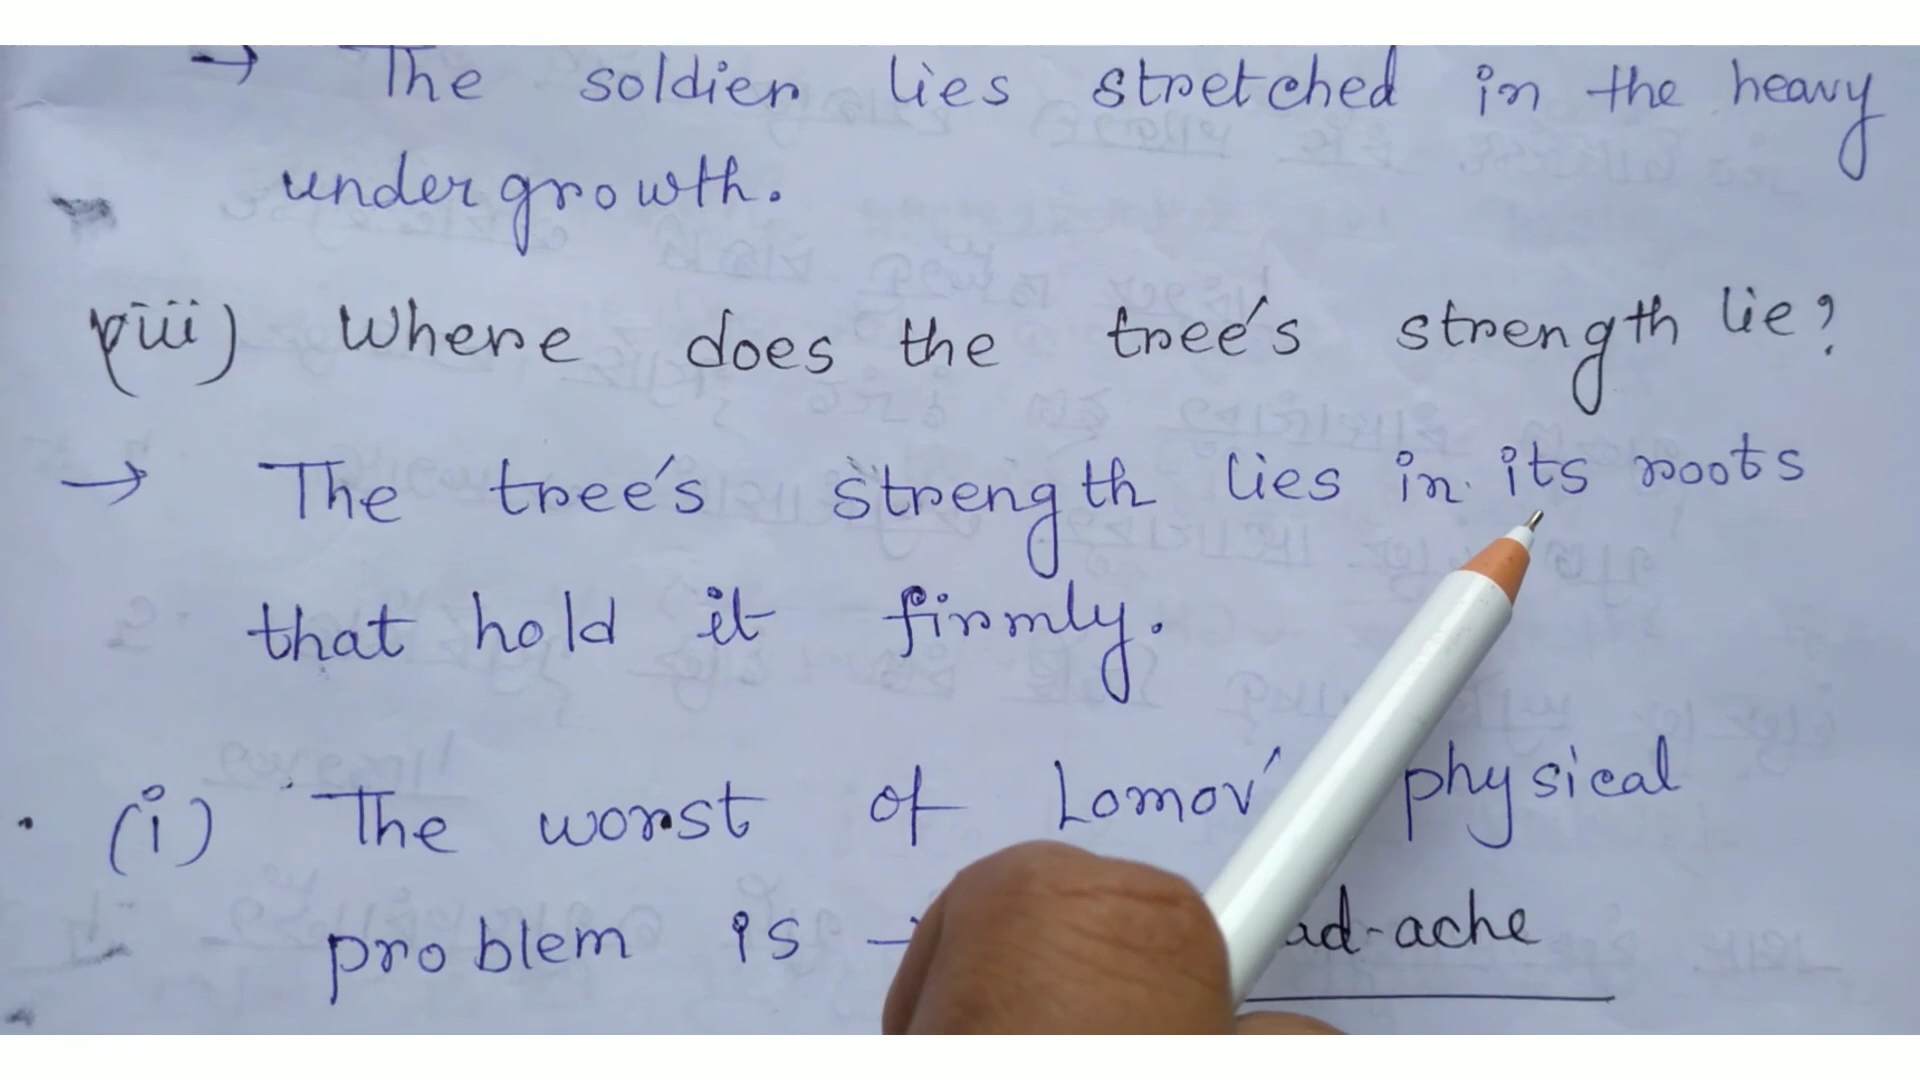 → The soldier lies stretched in the heavy
undergrowth.
(viii) Where does the tree's strength lie?
→ The tree's strength lies in its roots
that hold it firmly.
(i) The worst of Lomov' physical
problem is ad-ache